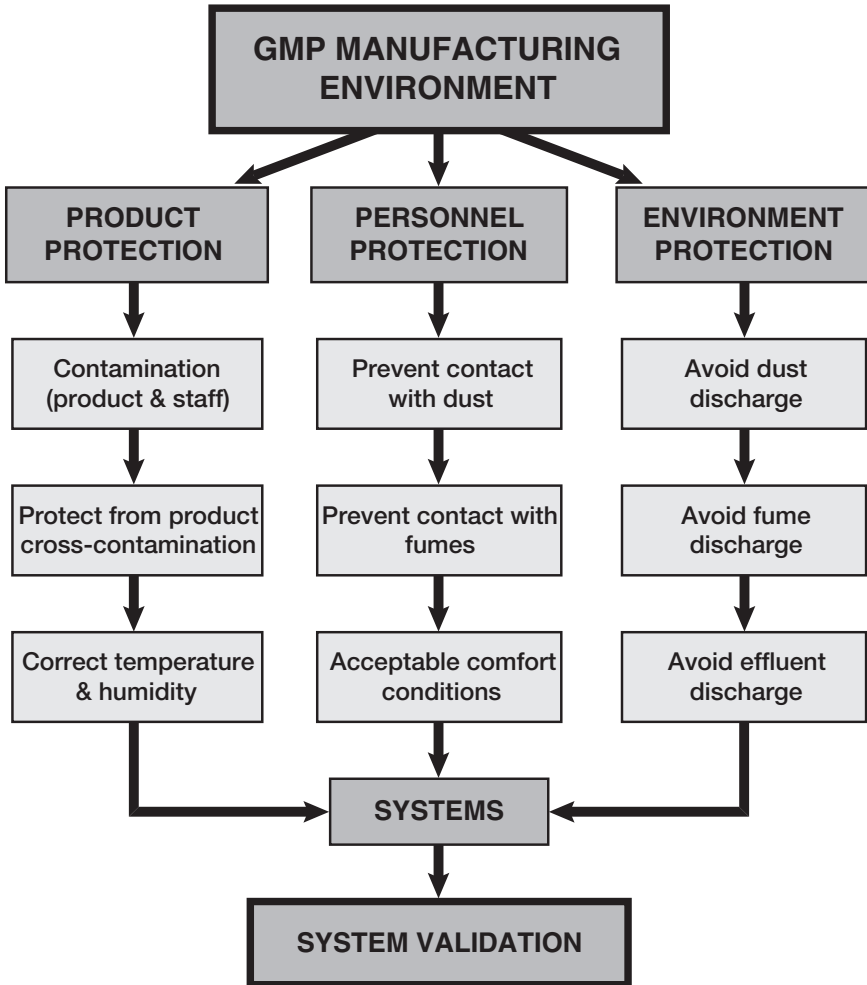 GMP MANUFACTURING
ENVIRONMENT
PRODUCT
PROTECTION
PERSONNEL
PROTECTION
ENVIRONMENT
PROTECTION
Contamination
(product & staff)
Prevent contact
with dust
Avoid dust
discharge
Protect from product
cross-contamination
Prevent contact with
fumes
Avoid fume
discharge
Correct temperature
& humidity
Acceptable comfort
conditions
Avoid effluent
discharge
SYSTEMS
SYSTEM VALIDATION